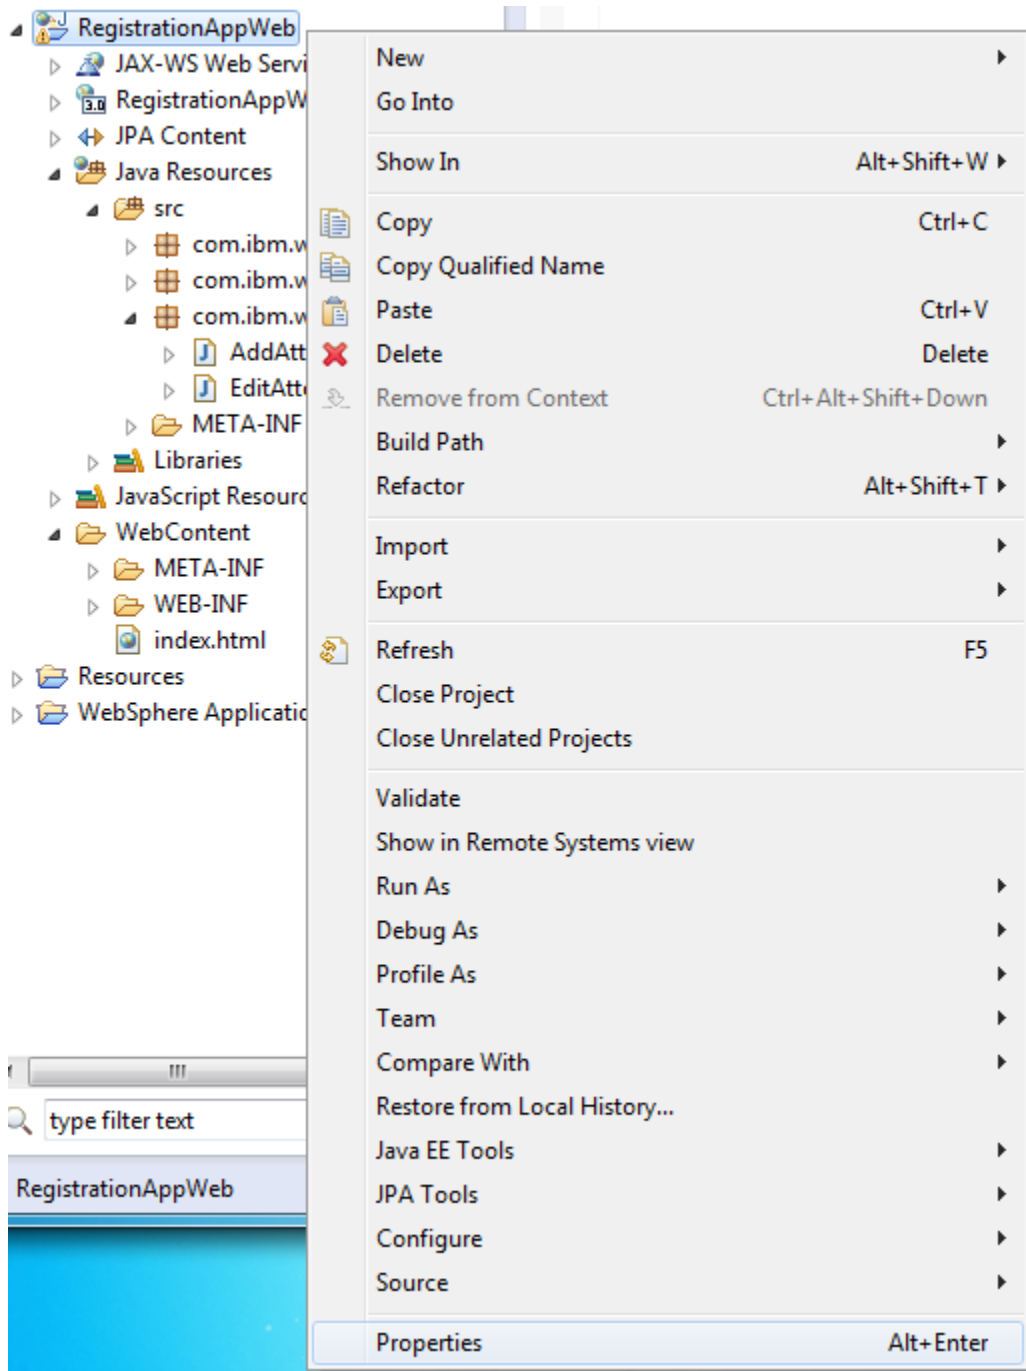 RegistrationAppWeb
JAX-WS Web Servi
RegistrationAppW
JPA Content
Java Resources
src
com.ibm.w
com.ibm.w
com.ibm.w
AddAtt
EditAtt
META-INF
Libraries
JavaScript Resourc
WebContent
META-INF
WEB-INF
index.html
Resources
WebSphere Applicatio
type filter text
RegistrationAppWeb
New
Go Into
Show In Alt+Shift+W
Copy Ctrl+C
Copy Qualified Name
Paste Ctrl+V
Delete Delete
Remove from Context Ctrl+Alt+Shift+Down
Build Path
Refactor Alt+Shift+T
Import
Export
Refresh F5
Close Project
Close Unrelated Projects
Validate
Show in Remote Systems view
Run As
Debug As
Profile As
Team
Compare With
Restore from Local History...
Java EE Tools
JPA Tools
Configure
Source
Properties Alt+Enter